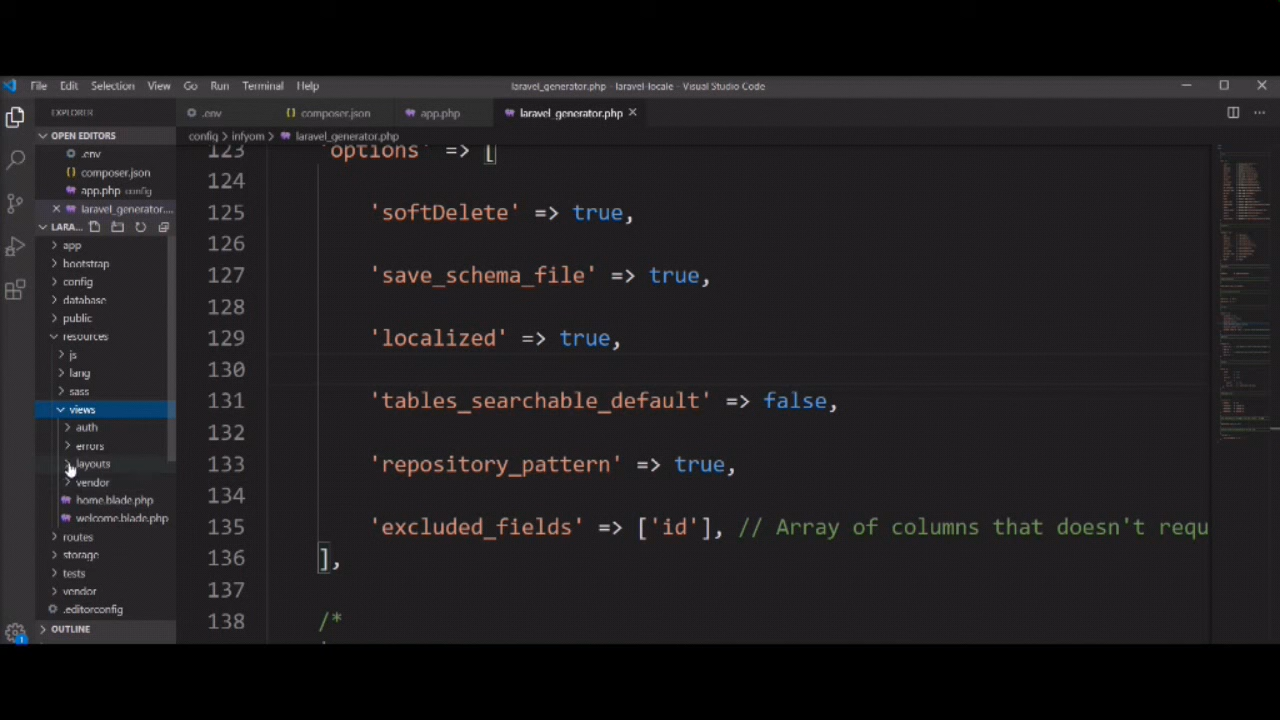 File Edit Selection View Go Run Terminal Help
laravel_generator.php - laravel-locale - Visual Studio Code
EXPLORER
.env composer.json app.php laravel_generator.php
OPEN EDITORS
config > infyom > laravel_generator.php
.env
composer.json
app.php config
laravel_generator....
LARA...
app
bootstrap
config
database
public
resources
js
lang
sass
views
auth
errors
layouts
vendor
home.blade.php
welcome.blade.php
routes
storage
tests
vendor
.editorconfig
OUTLINE
1
123 'options' => [
124
125 'softDelete' => true,
126
127 'save_schema_file' => true,
128
129 'localized' => true,
130
131 'tables_searchable_default' => false,
132
133 'repository_pattern' => true,
134
135 'excluded_fields' => ['id'], // Array of columns that doesn't requ
136 ],
137
138 /*